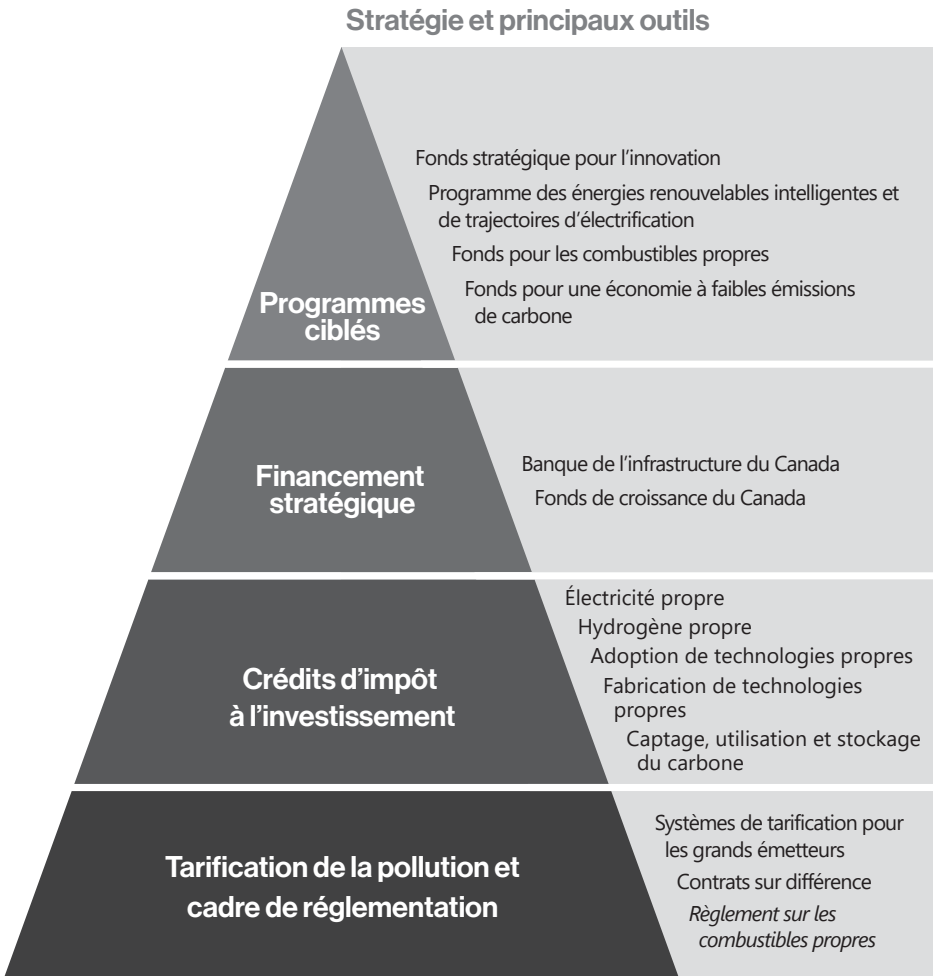 Stratégie et principaux outils
Programmes
ciblés
Fonds stratégique pour l’innovation
Programme des énergies renouvelables intelligentes et
de trajectoires d’électrification
Fonds pour les combustibles propres
Fonds pour une économie à faibles émissions
de carbone
Financement
stratégique
Banque de l’infrastructure du Canada
Fonds de croissance du Canada
Crédits d’impôt
à l’investissement
Électricité propre
Hydrogène propre
Adoption de technologies propres
Fabrication de technologies
propres
Captage, utilisation et stockage
du carbone
Tarification de la pollution et
cadre de réglementation
Systèmes de tarification pour
les grands émetteurs
Contrats sur différence
Règlement sur les
combustibles propres